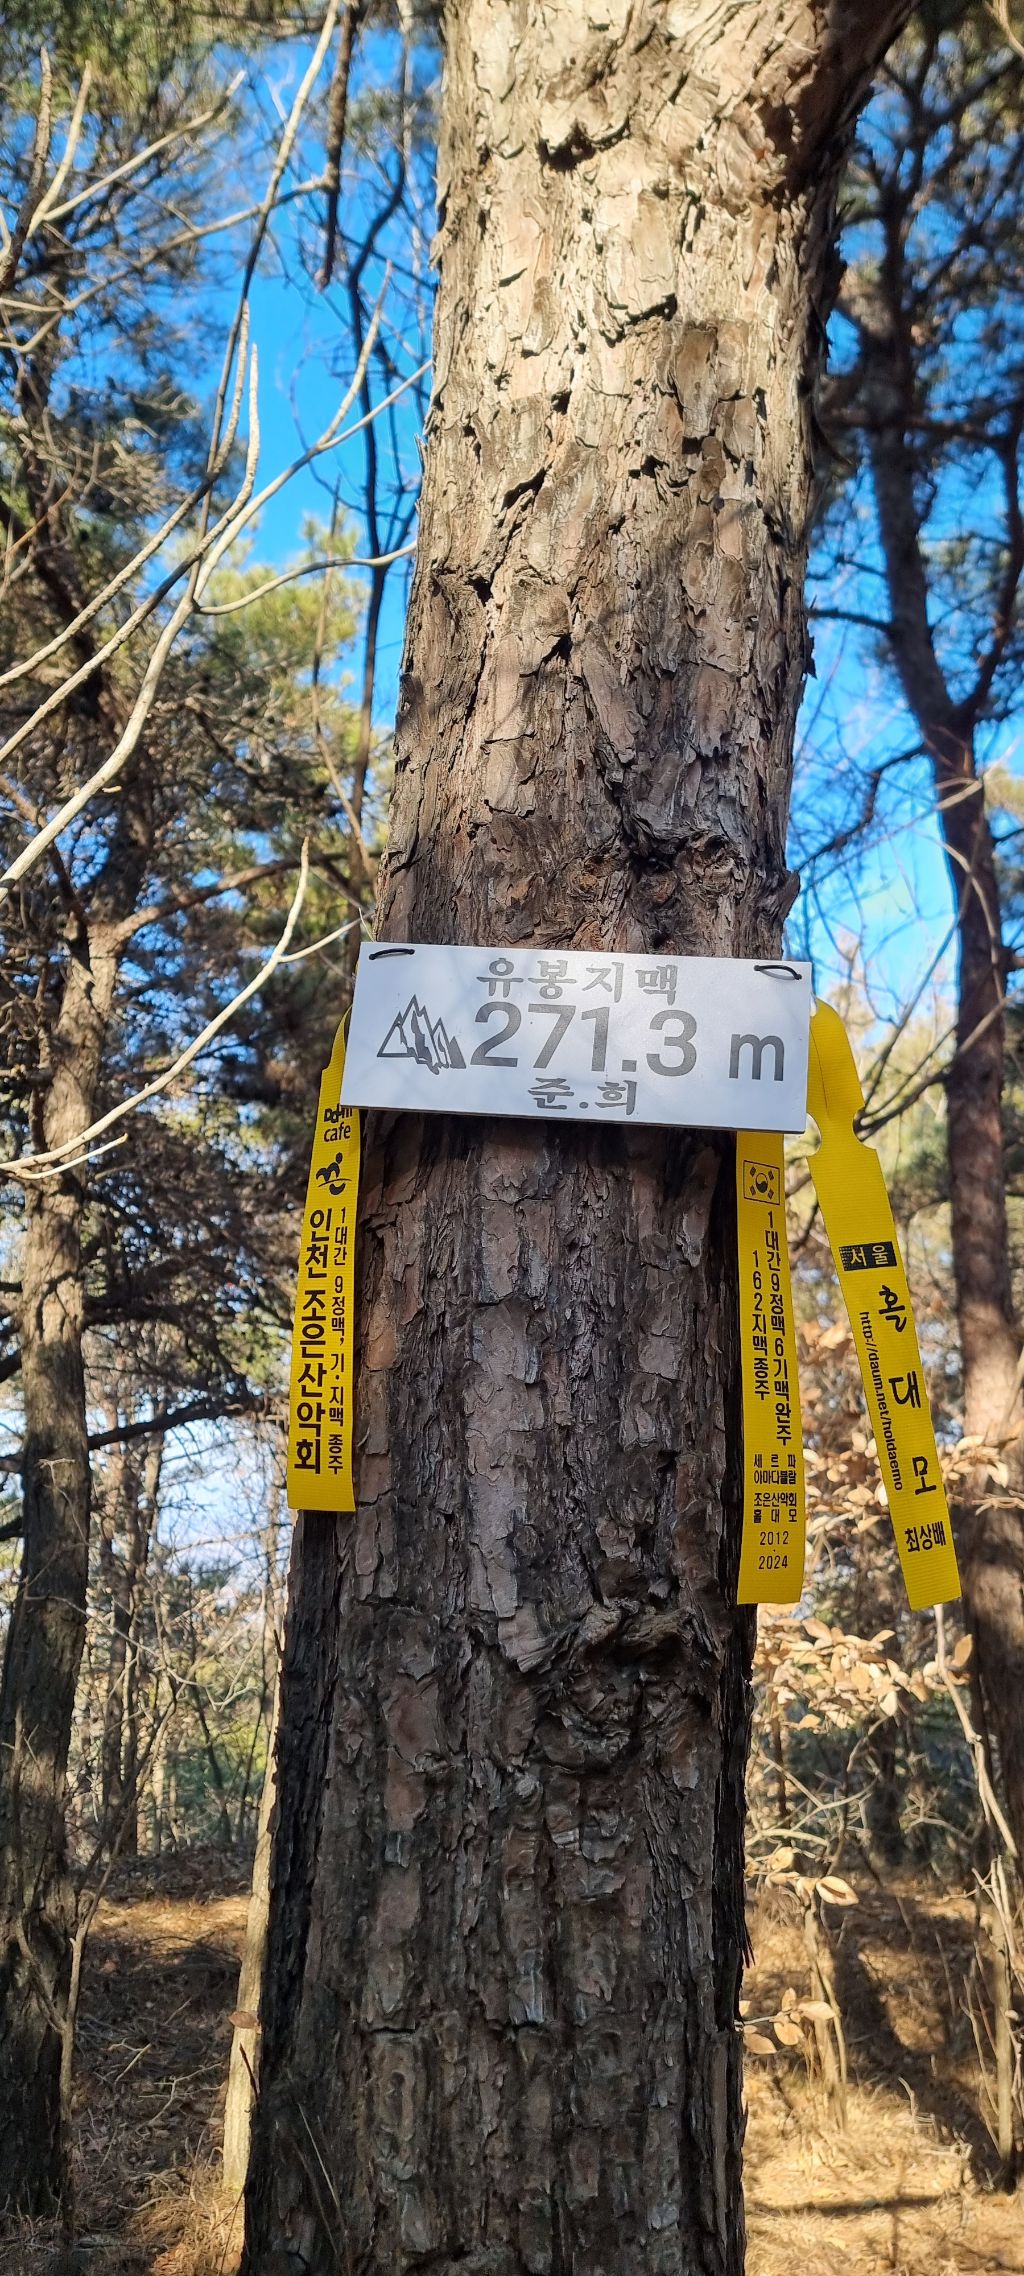 유봉지맥
271.3 m
준.희
cafe
1대간 9정맥, 기·지맥 종주
인천 조은산악회
1대간9정맥6기맥완주
162지맥종주
세르파
아마다블람
조은산악회
홀대모
2012
2024
서울
홀대모
http://daum.net/holdaemo
최상배